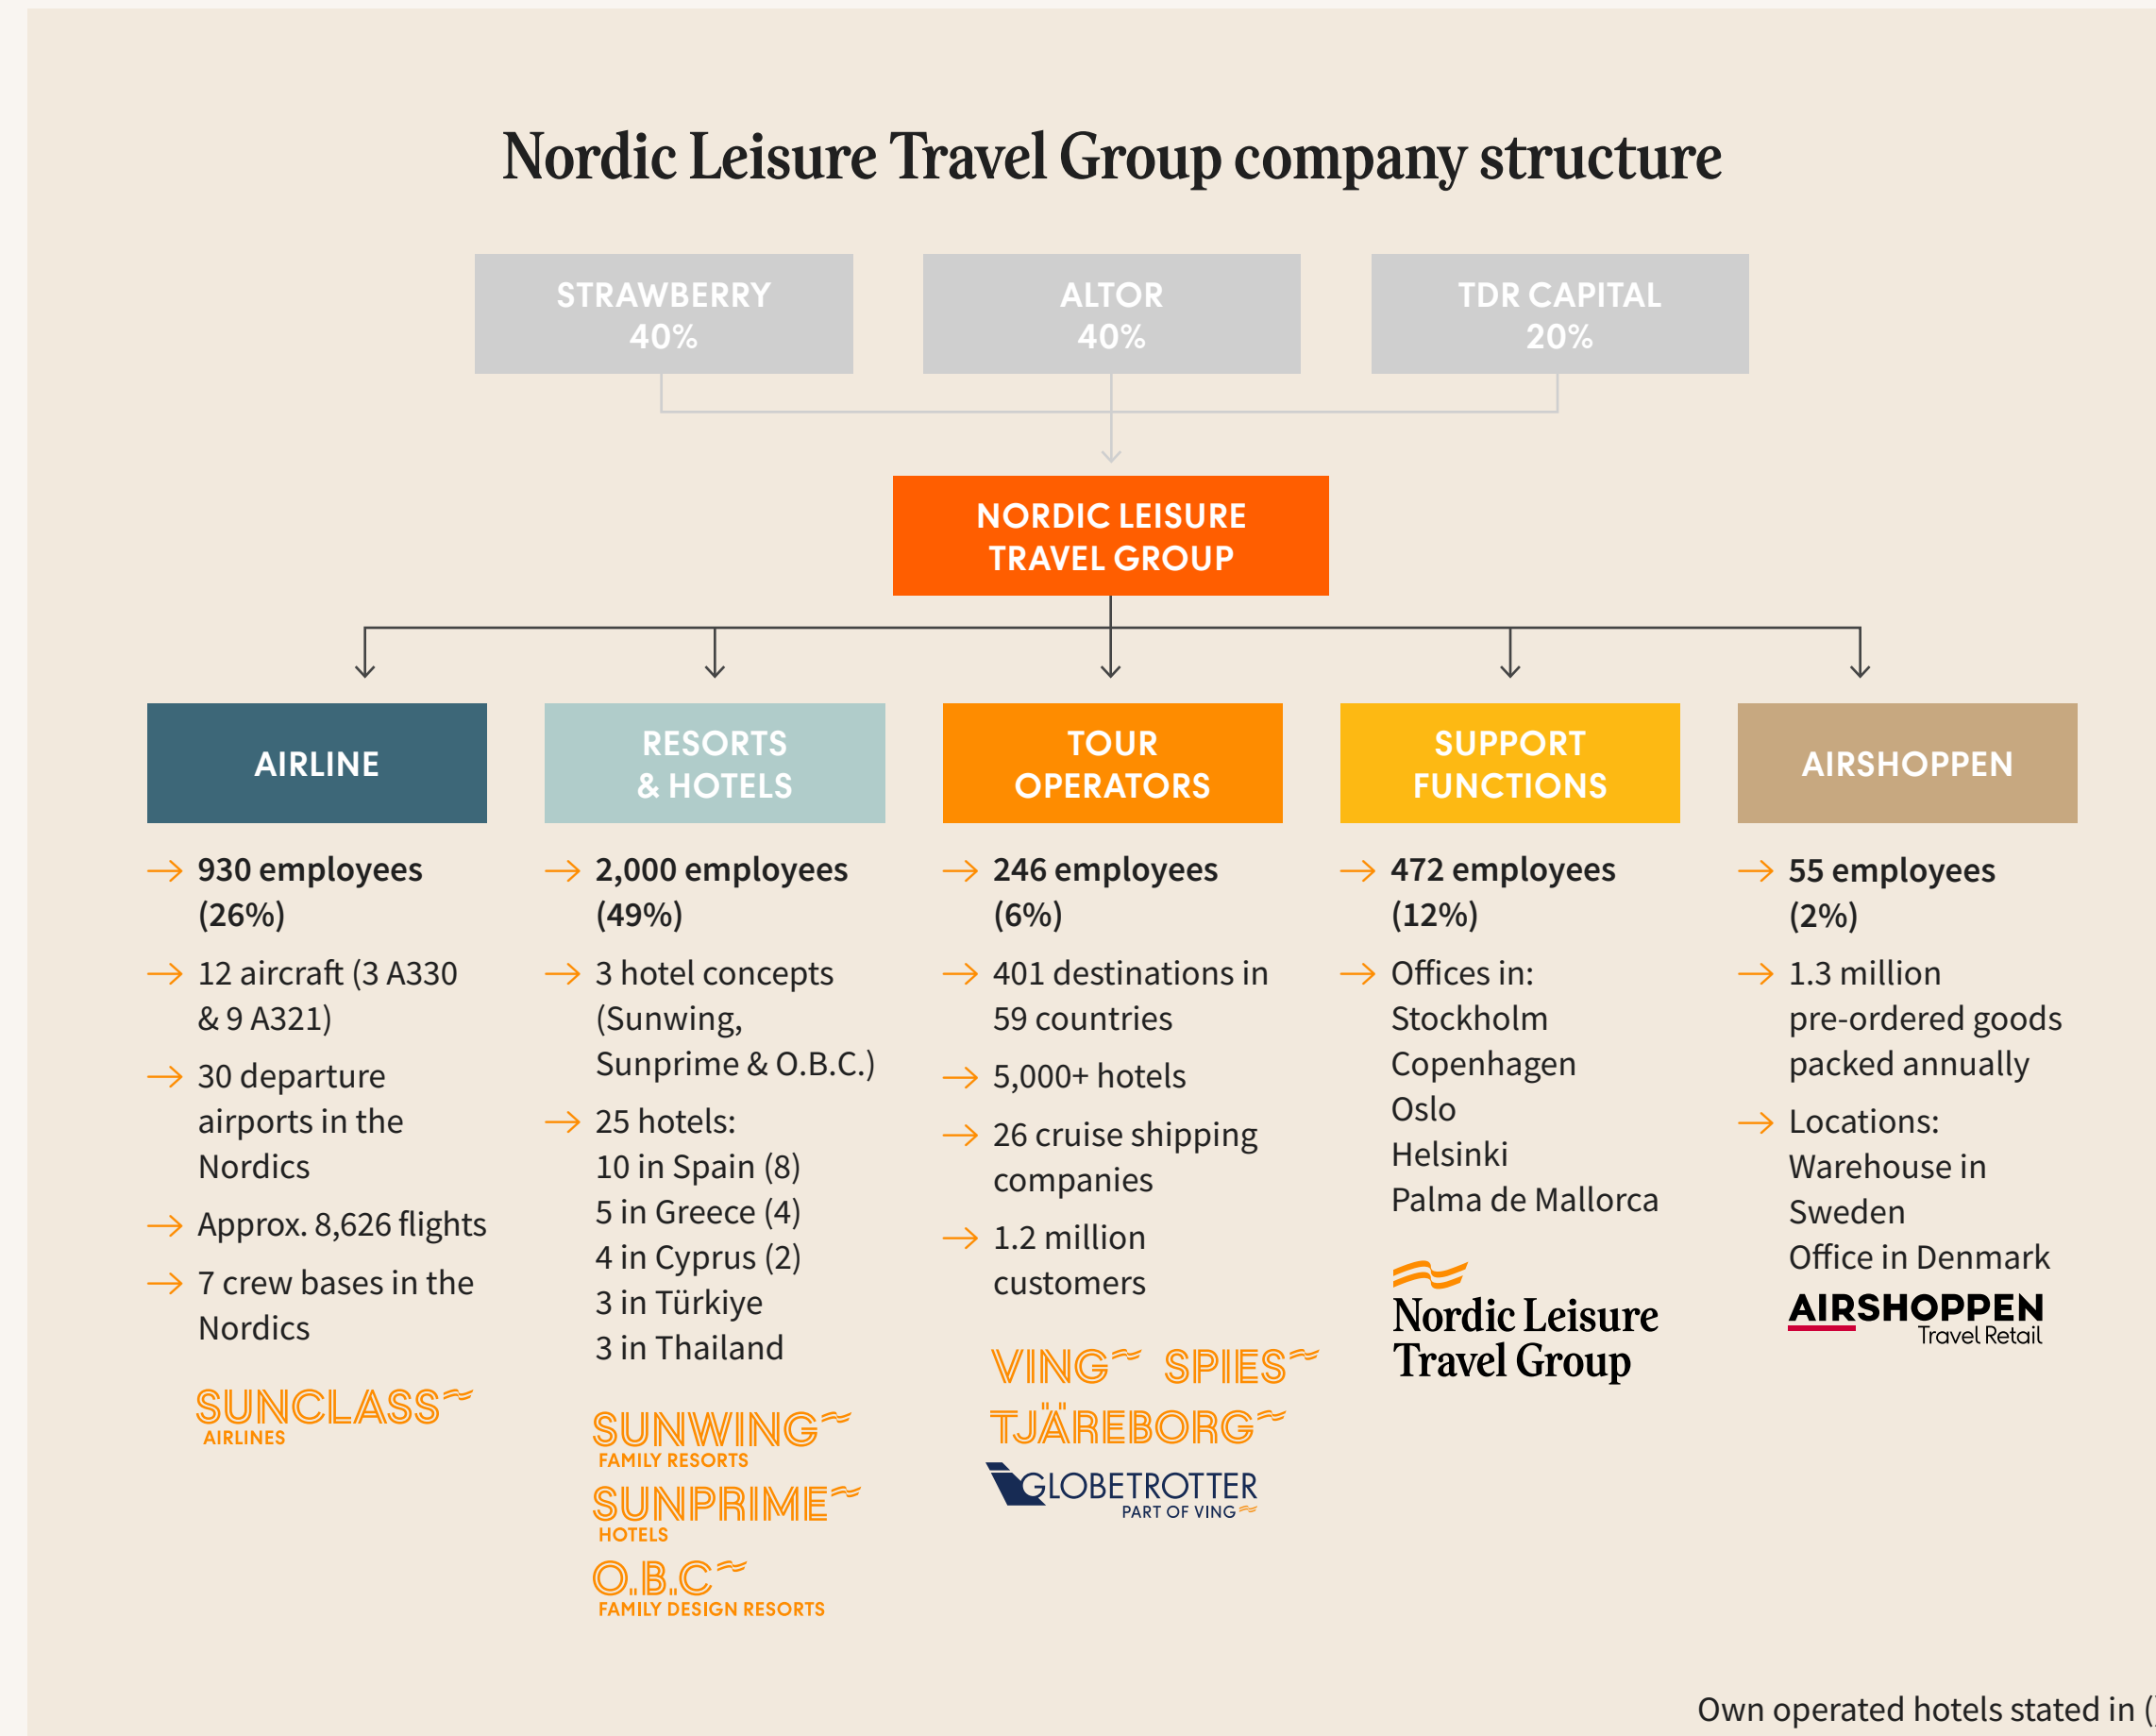 Nordic Leisure Travel Group company structure
STRAWBERRY
40%
ALTOR
40%
TDR CAPITAL
20%
NORDIC LEISURE
TRAVEL GROUP
AIRLINE
930 employees
(26%)
12 aircraft (3 A330
& 9 A321)
30 departure
airports in the
Nordics
Approx. 8,626 flights
7 crew bases in the
Nordics
SUNCLASS
AIRLINES
RESORTS
& HOTELS
2,000 employees
(49%)
3 hotel concepts
(Sunwing,
Sunprime & O.B.C.)
25 hotels:
10 in Spain (8)
5 in Greece (4)
4 in Cyprus (2)
3 in Türkiye
3 in Thailand
SUNWING
FAMILY RESORTS
SUNPRIME
HOTELS
O.B.C
FAMILY DESIGN RESORTS
TOUR
OPERATORS
246 employees
(6%)
401 destinations in
59 countries
5,000+ hotels
26 cruise shipping
companies
1.2 million
customers
VING SPIES
TJÄREBORG
GLOBETROTTER
PART OF VING
SUPPORT
FUNCTIONS
472 employees
(12%)
Offices in:
Stockholm
Copenhagen
Oslo
Helsinki
Palma de Mallorca
Nordic Leisure
Travel Group
AIRSHOPPEN
55 employees
(2%)
1.3 million
pre-ordered goods
packed annually
Locations:
Warehouse in
Sweden
Office in Denmark
AIRSHOPPEN
Travel Retail
Own operated hotels stated in (